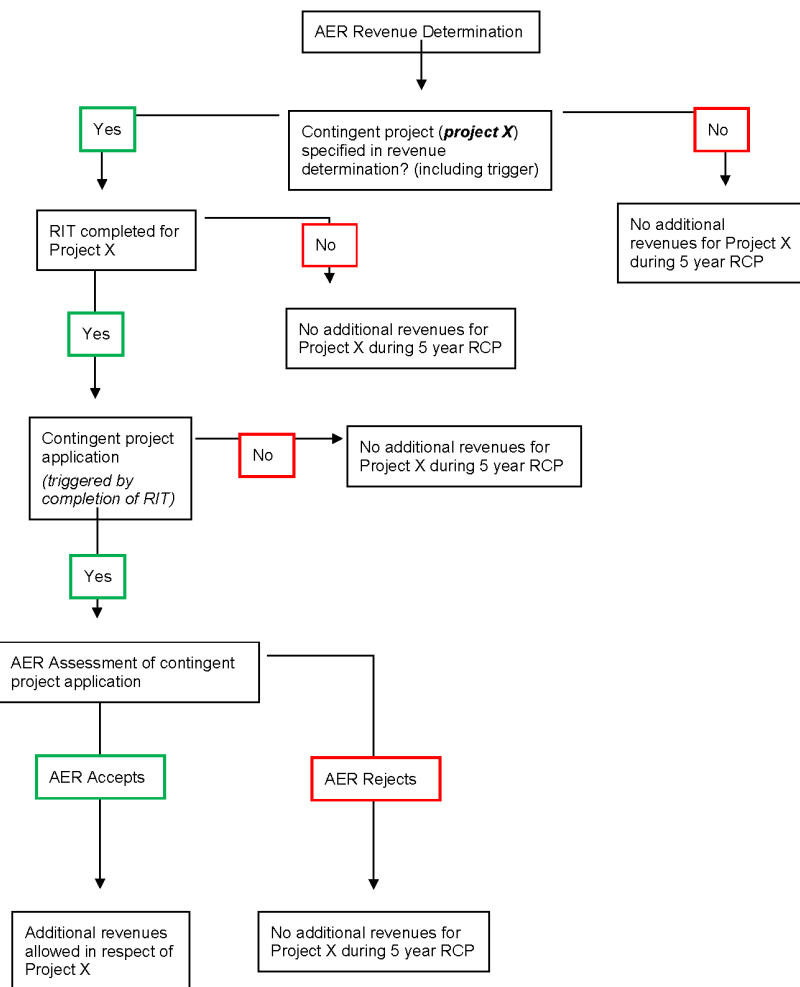 AER Revenue Determination
Yes
Contingent project (project X)
specified in revenue
determination? (including trigger)
No
RIT completed for
Project X
No
No additional
revenues for Project X
during 5 year RCP
Yes
No additional revenues for
Project X during 5 year RCP
Contingent project
application
(triggered by
completion of RIT)
No
No additional revenues for
Project X during 5 year RCP
Yes
AER Assessment of contingent
project application
AER Accepts
AER Rejects
Additional revenues
allowed in respect of
Project X
No additional revenues for
Project X during 5 year RCP